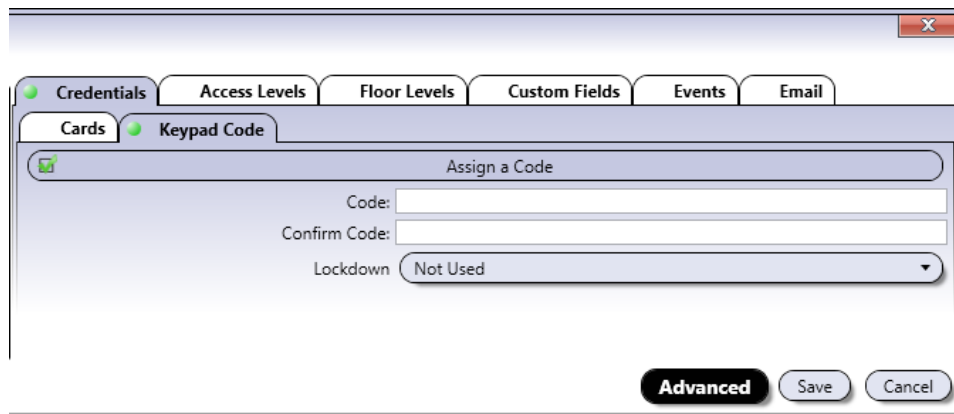 X
Credentials Access Levels Floor Levels Custom Fields Events Email
Cards Keypad Code
Assign a Code
Code:
Confirm Code:
Lockdown Not Used
Advanced Save Cancel